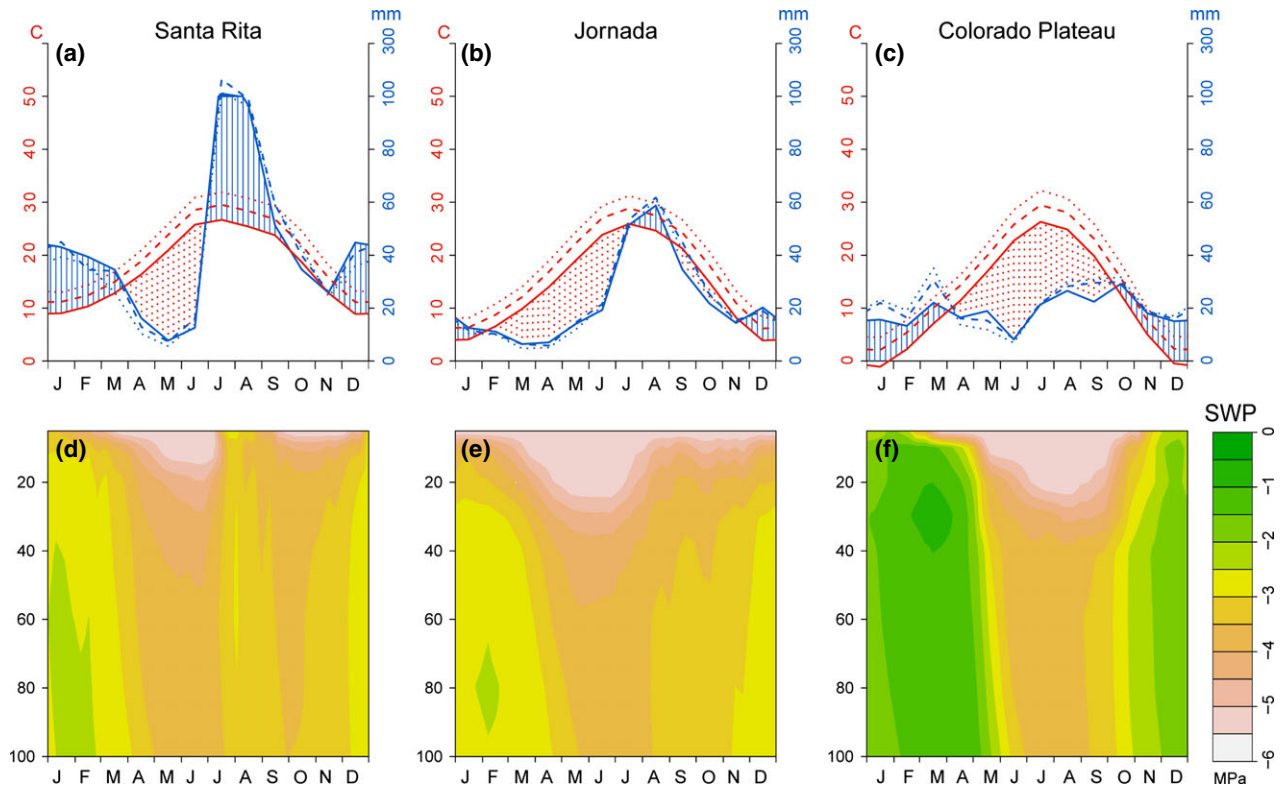 C
Santa Rita
mm
C
Jornada
mm
C
Colorado Plateau
mm
(a)
(b)
(c)
0 10 20 30 40 50
0 20 40 60 80 100 300
0 10 20 30 40 50
0 20 40 60 80 100 300
0 10 20 30 40 50
0 20 40 60 80 100 300
J F M A M J J A S O N D
J F M A M J J A S O N D
J F M A M J J A S O N D
(d)
(e)
(f)
SWP
20
40
60
80
100
20
40
60
80
100
20
40
60
80
100
0
−1
−2
−3
−4
−5
−6
J F M A M J J A S O N D
J F M A M J J A S O N D
J F M A M J J A S O N D
MPa